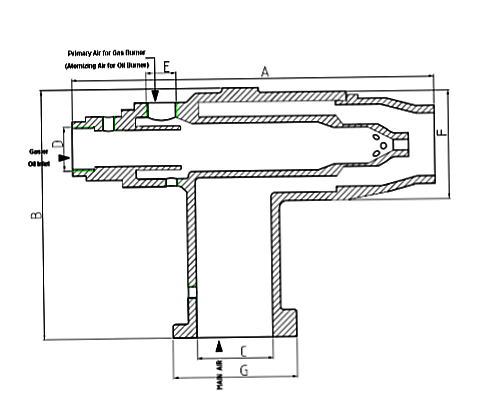 Primary Air for Gas Burner
(Atomizing Air for Oil Burner)
E
A
D
Gas or
Oil Inlet
F
B
C
G
MAIN AIR